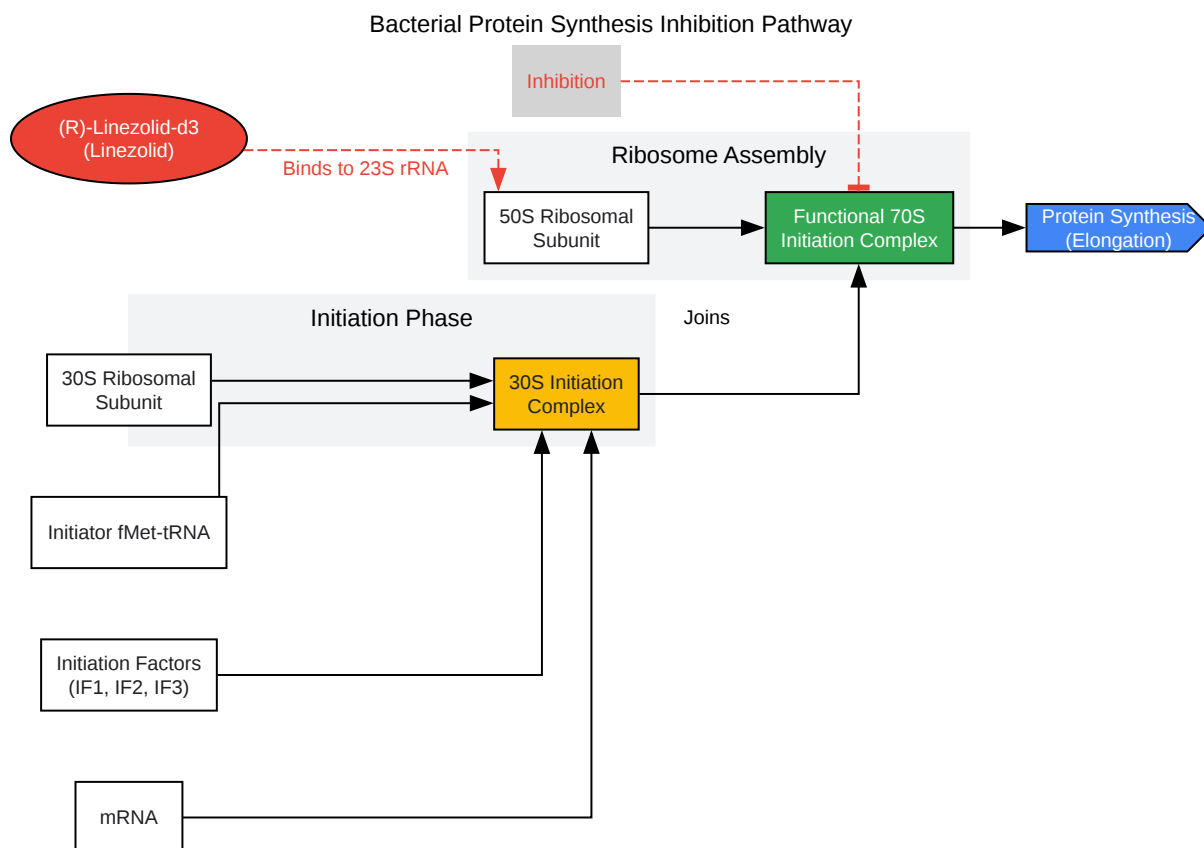 Bacterial Protein Synthesis Inhibition Pathway
Inhibition
(R)-Linezolid-d3
(Linezolid)
Binds to 23S rRNA
Ribosome Assembly
50S Ribosomal
Subunit
Functional 70S
Initiation Complex
Protein Synthesis
(Elongation)
Initiation Phase
Joins
30S Ribosomal
Subunit
30S Initiation
Complex
Initiator fMet-tRNA
Initiation Factors
(IF1, IF2, IF3)
mRNA